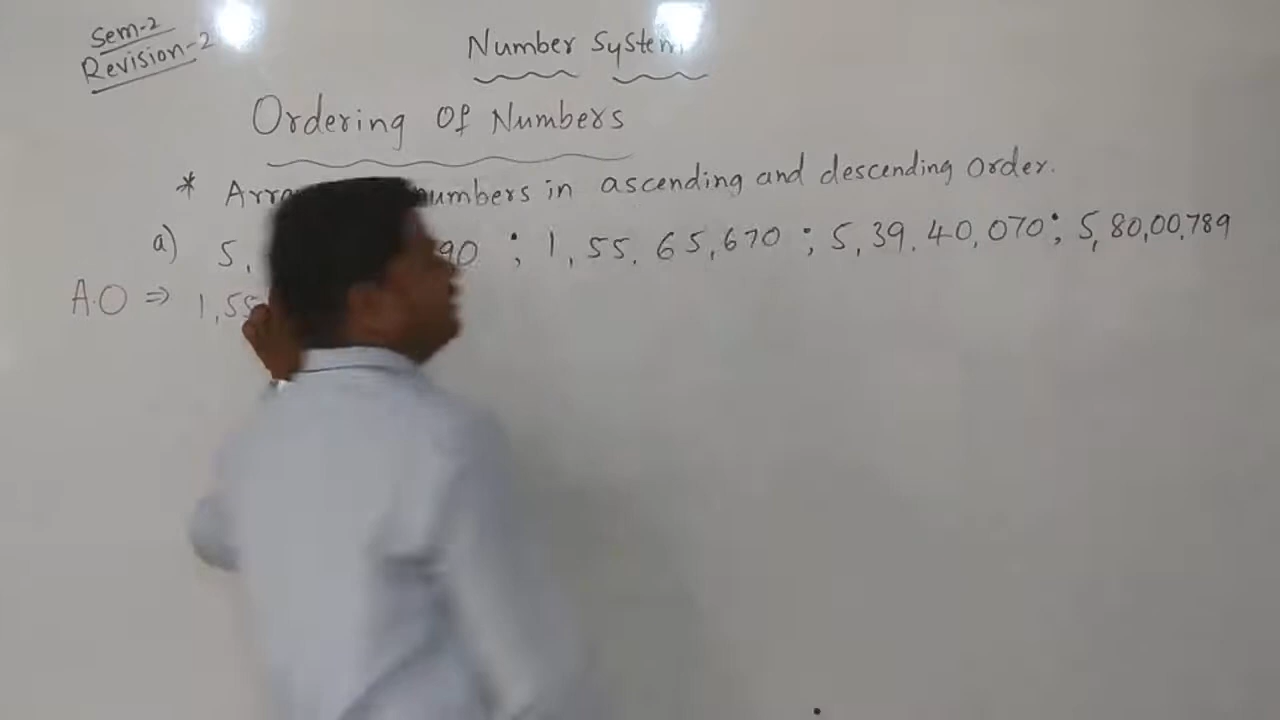 Sem-2
Revision-2
Number System
Ordering Of Numbers
* numbers in ascending and descending order.
a) 5, 90 ; 1,55,65,670 ; 5,39,40,070 ; 5,80,00,789
A.O ⇒ 1,55